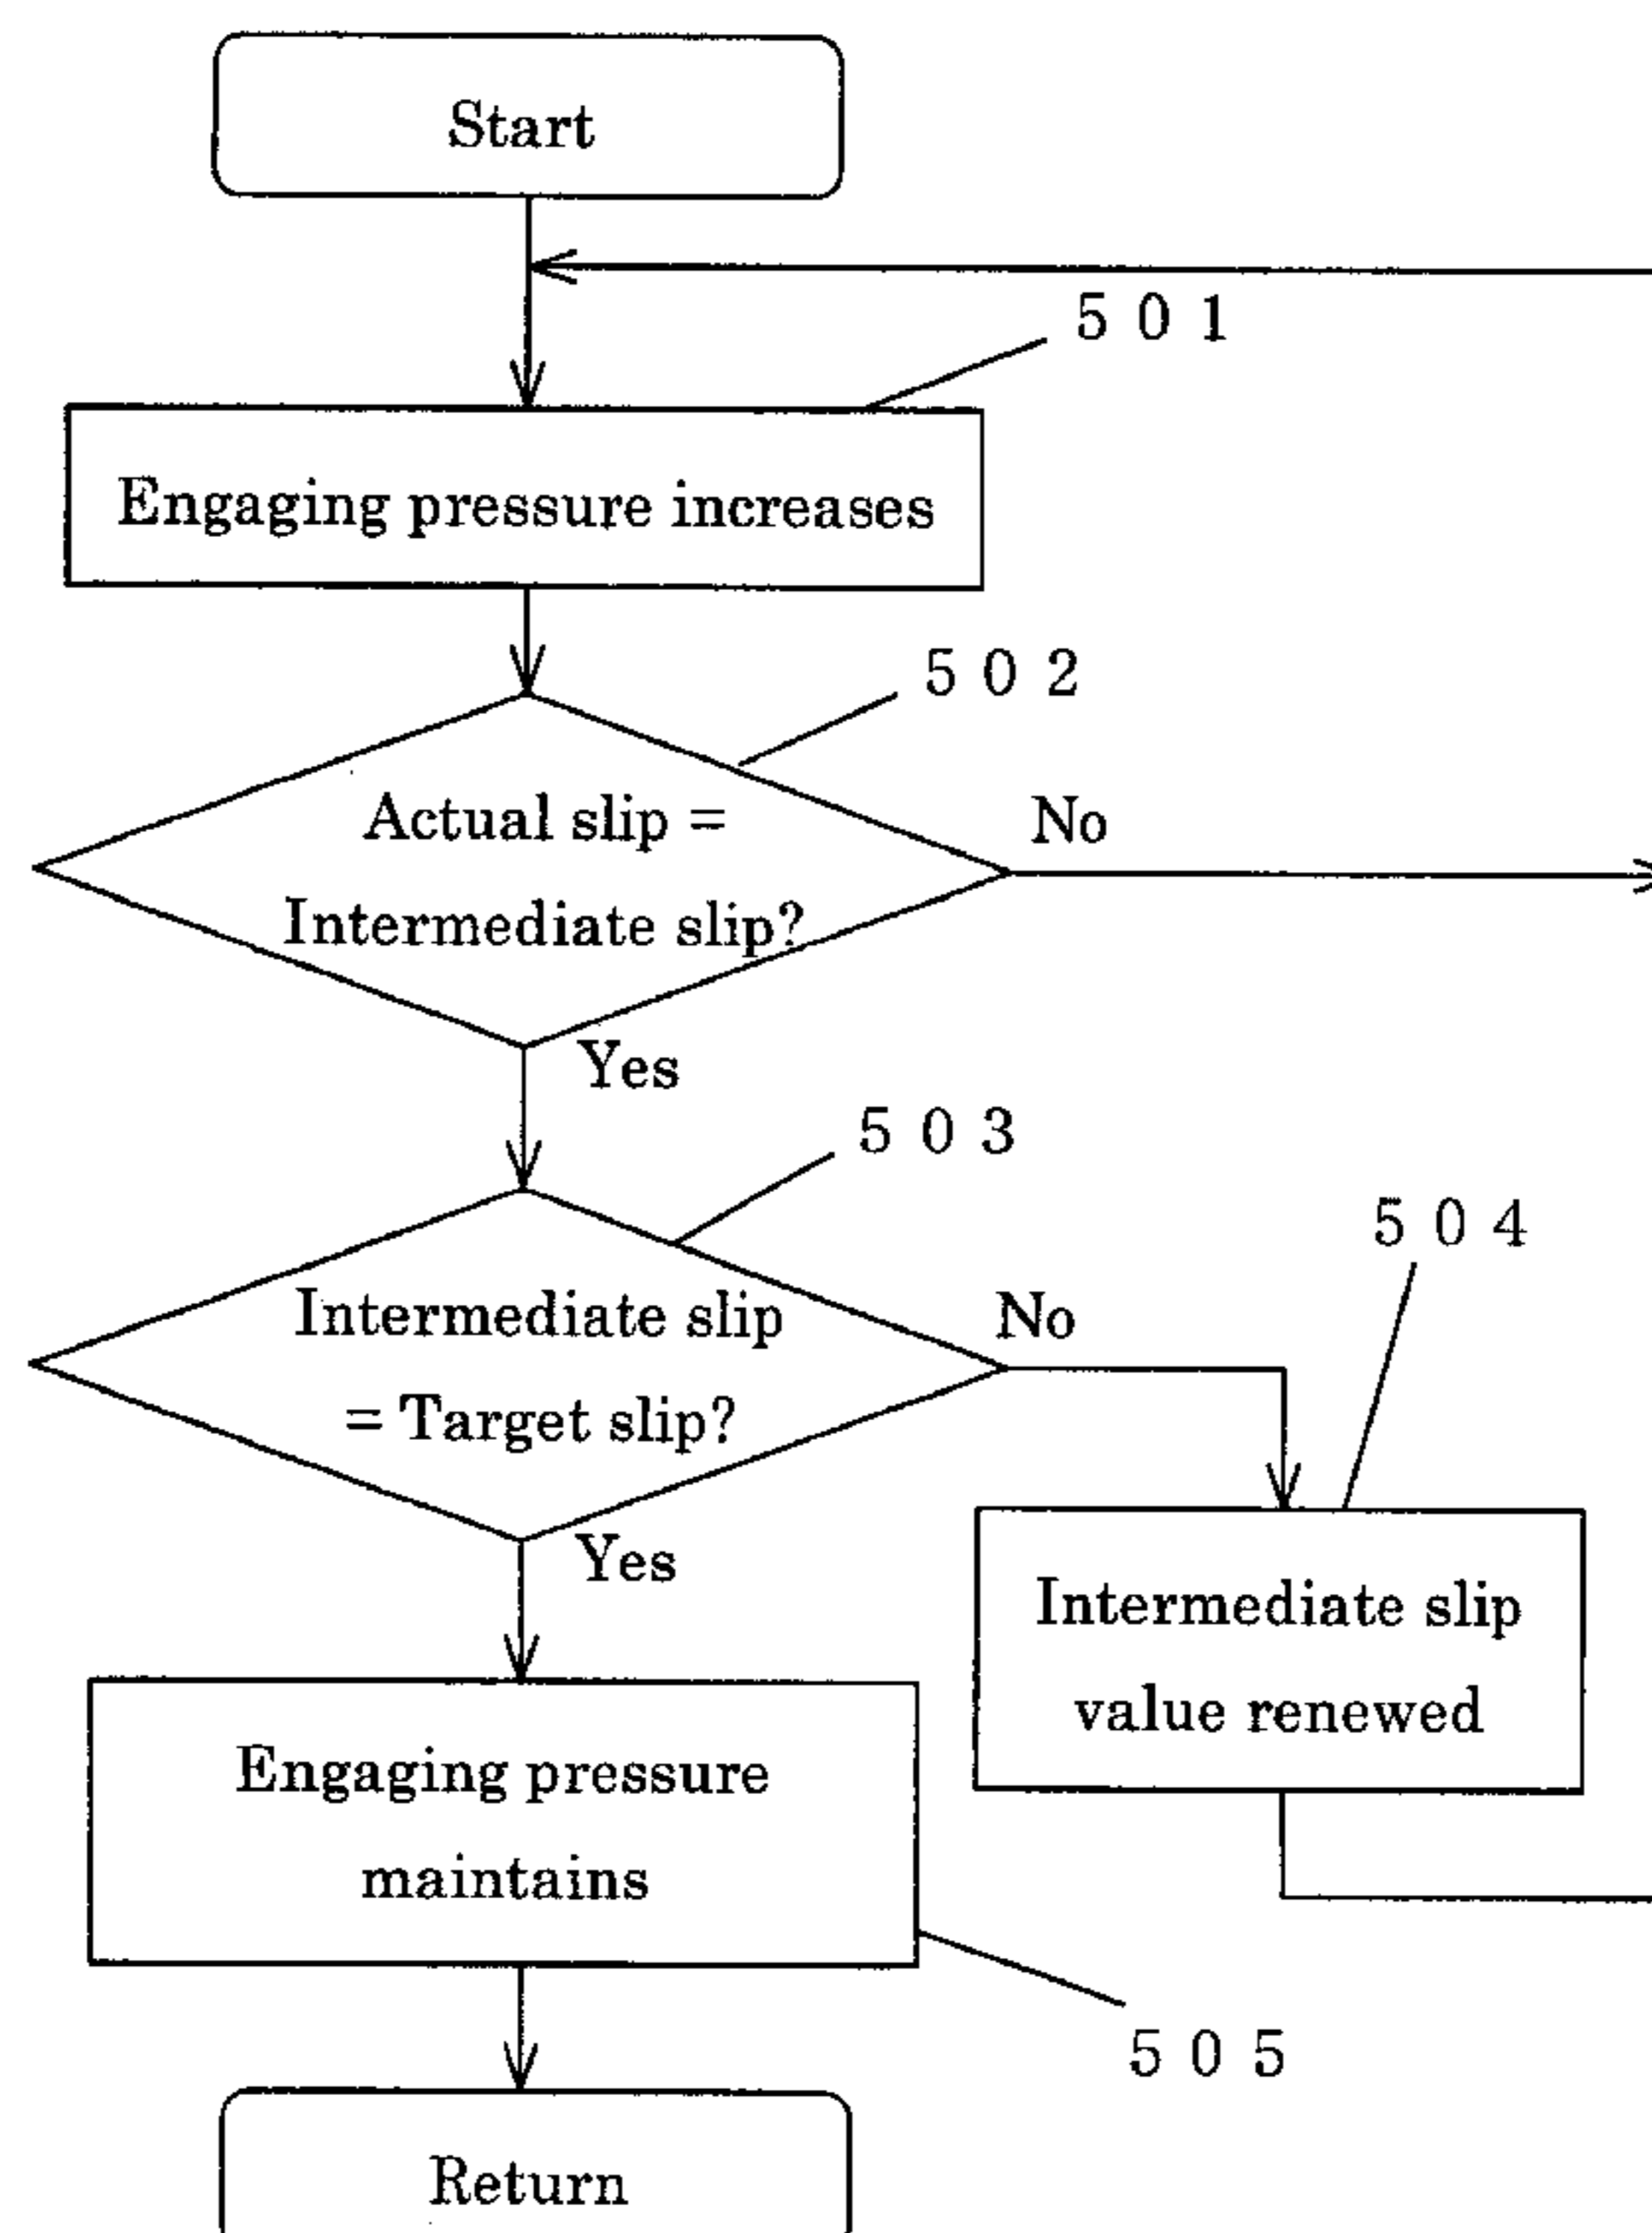 Start
5 0 1
Engaging pressure increases
5 0 2
Actual slip =
Intermediate slip?
No
Yes
5 0 3
Intermediate slip
= Target slip?
No
5 0 4
Yes
Intermediate slip
value renewed
Engaging pressure
maintains
5 0 5
Return